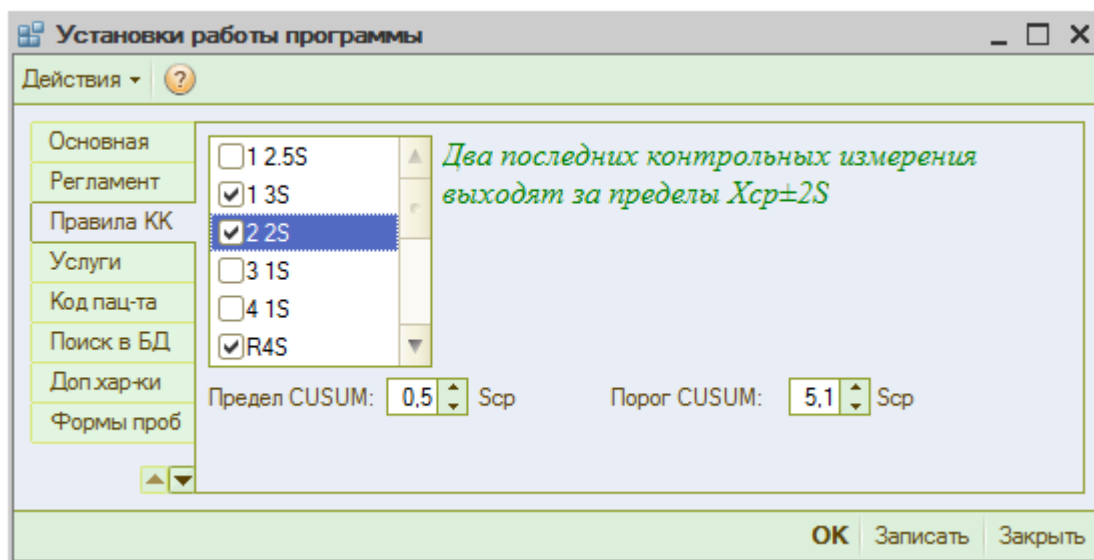 Установки работы программы
Действия
Основная
Регламент
Правила КК
Услуги
Код пац-та
Поиск в БД
Доп.хар-ки
Формы проб
1 2.5S
1 3S
2 2S
3 1S
4 1S
R4S
Два последних контрольных измерения
выходят за пределы Xср±2S
Предел CUSUM: 0,5 Sср Порог CUSUM: 5,1 Sср
OK Записать Закрыть